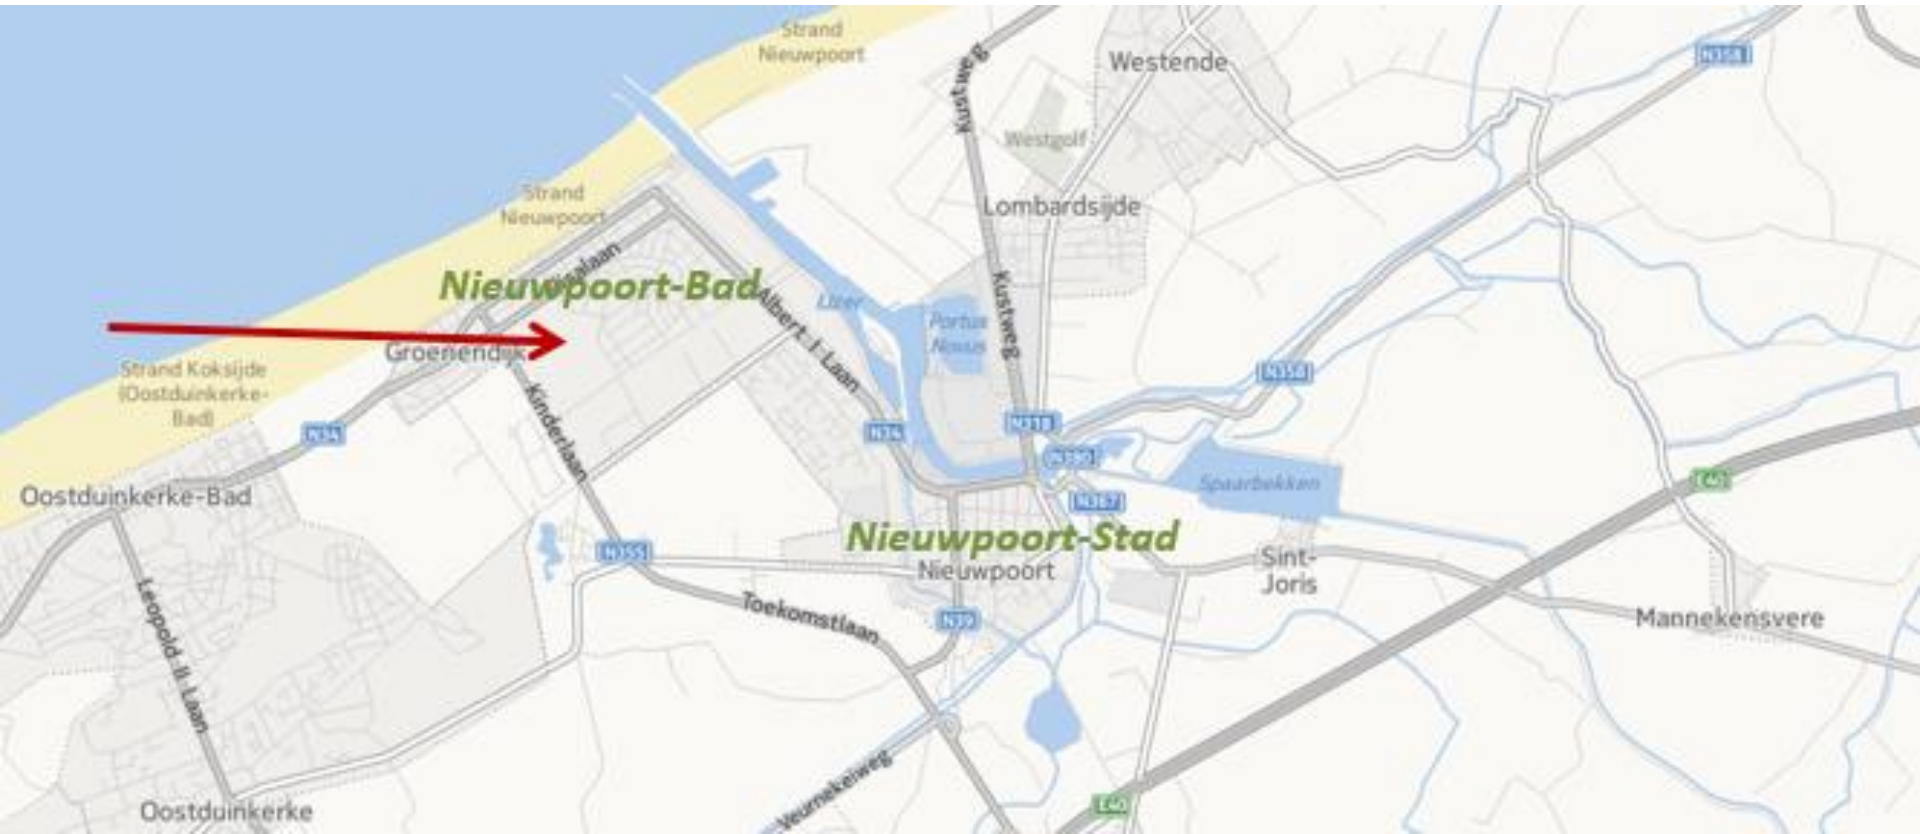 Strand
Nieuwpoort
Kustweg
Westende
N358
Westgolf
Strand
Nieuwpoort
Lombardsijde
Nieuwpoort-Bad
Albert I Laan
IJzer
Portus
Novus
Kustweg
Groenendijk
Strand Koksijde
(Oostduinkerke-
Bad)
N358
N34
Kinderlaan
N34
N318
N380
Spaarbekken
E40
Oostduinkerke-Bad
N367
Nieuwpoort-Stad
N355
Nieuwpoort
Sint-
Joris
Leopold II Laan
Toekomstlaan
N39
Mannekensvere
Veurnekeiweg
E40
Oostduinkerke